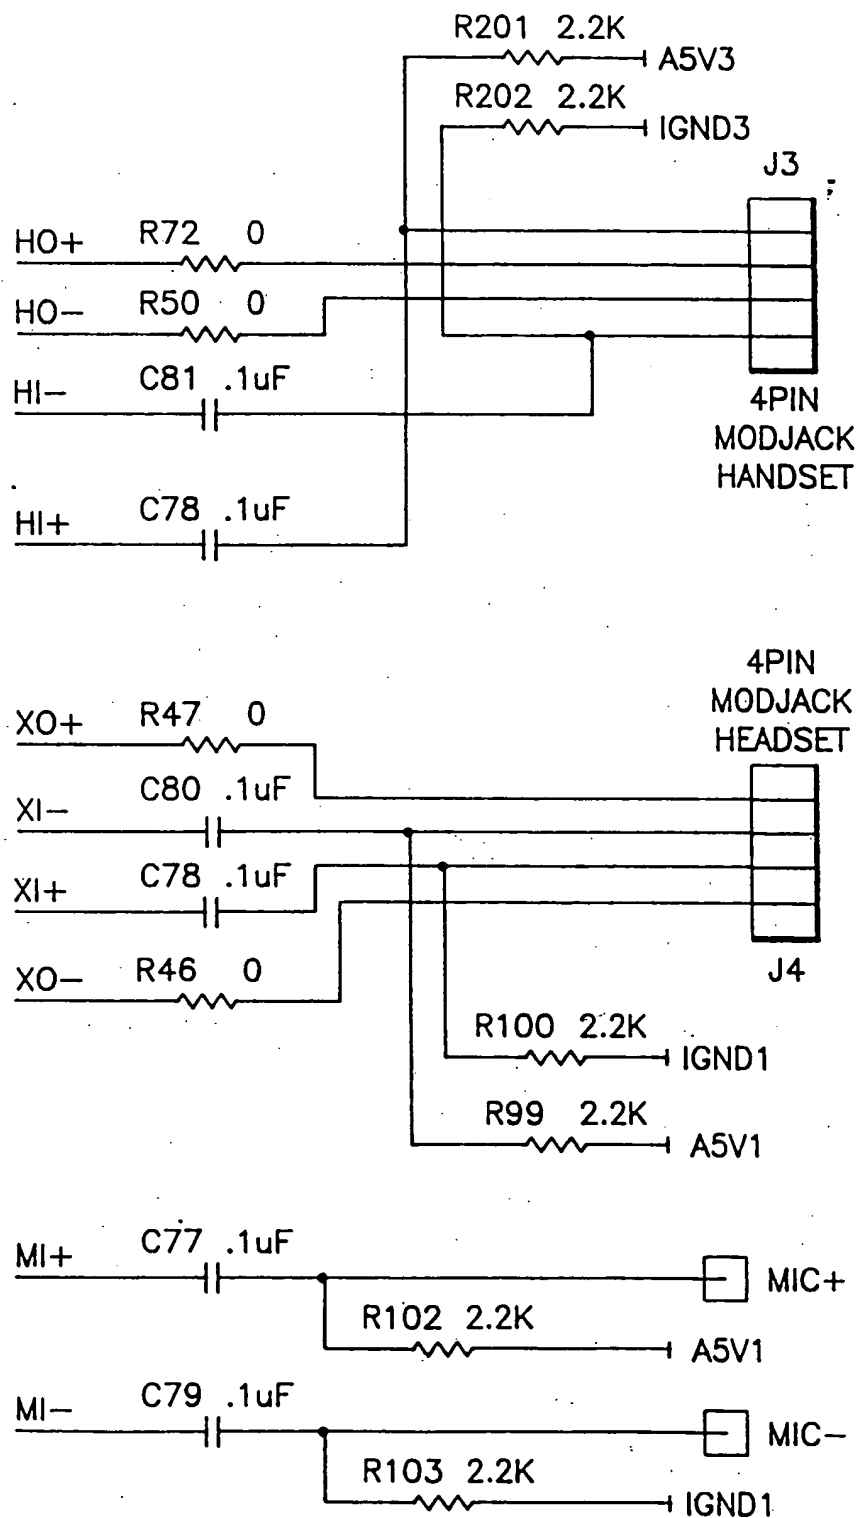 R201 2.2K
A5V3
R202 2.2K
IGND3
J3
HO+ R72 0
HO- R50 0
HI- C81 .1uF
4PIN
MODJACK
HANDSET
HI+ C78 .1uF
4PIN
MODJACK
HEADSET
XO+ R47 0
XI- C80 .1uF
XI+ C78 .1uF
XO- R46 0
J4
R100 2.2K
IGND1
R99 2.2K
A5V1
MI+ C77 .1uF
MIC+
R102 2.2K
A5V1
MI- C79 .1uF
MIC-
R103 2.2K
IGND1